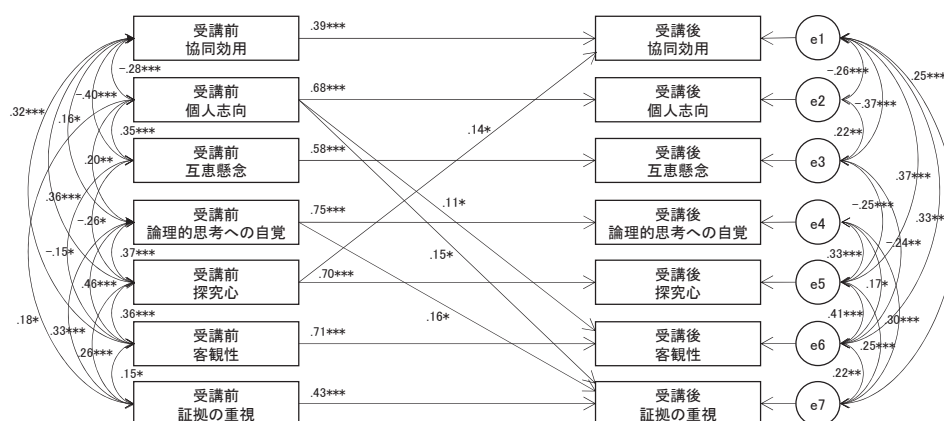 受講前
協同効用
.39***
受講後
協同効用
e1
-.28***
.25***
-.26***
受講前
個人志向
.68***
受講後
個人志向
e2
.32***
-.40***
.16*
-.37***
.35***
.14*
.22**
受講前
互恵懸念
.58***
受講後
互恵懸念
e3
.20**
.37***
.36***
.11*
-.25***
受講前
論理的思考への自覚
.75***
受講後
論理的思考への自覚
e4
-.26*
.33***
-.15*
.37***
.15*
.33***
-.24**
受講前
探究心
.70***
受講後
探究心
e5
.46***
.17*
.18*
.36***
.16*
.41***
.30***
受講前
客観性
.71***
受講後
客観性
e6
.33***
.26***
.25***
.15*
.22**
受講前
証拠の重視
.43***
受講後
証拠の重視
e7